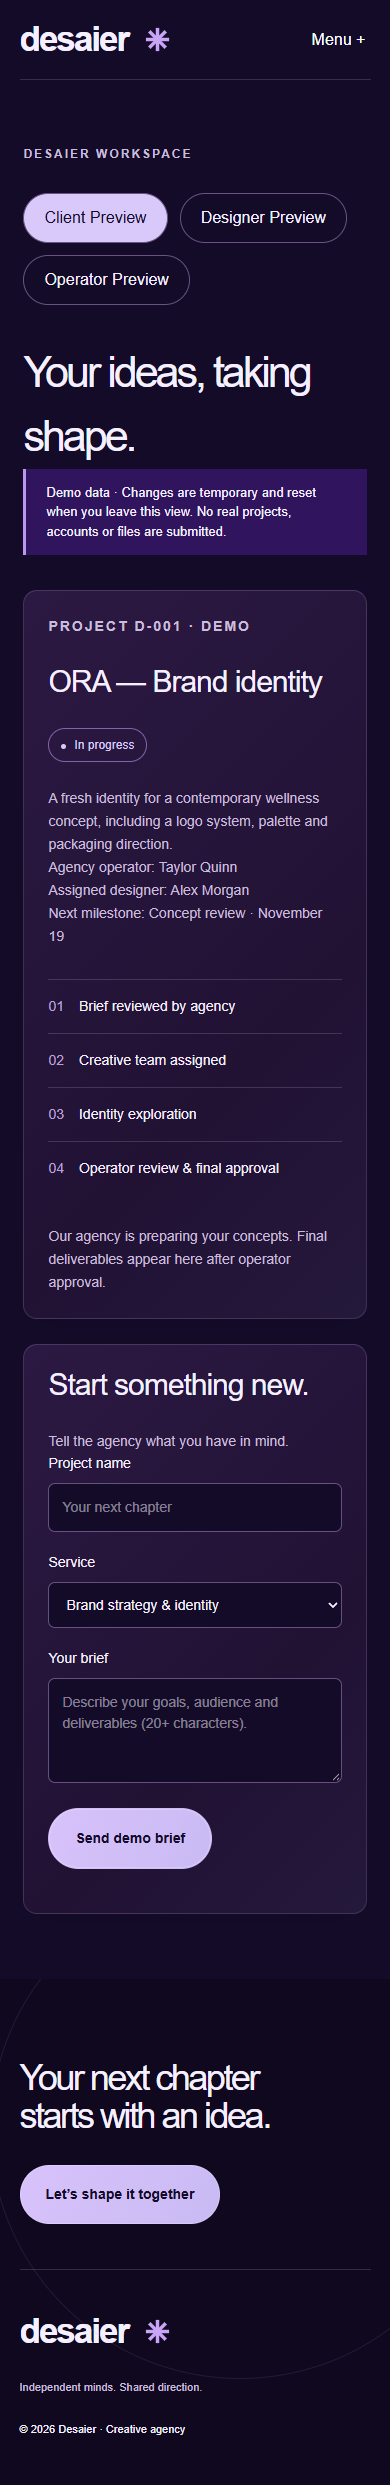 desaier
Menu +
DESAIER WORKSPACE
Client Preview
Designer Preview
Operator Preview
Your ideas, taking
shape.
Demo data · Changes are temporary and reset
when you leave this view. No real projects,
accounts or files are submitted.
PROJECT D-001 · DEMO
ORA — Brand identity
In progress
A fresh identity for a contemporary wellness
concept, including a logo system, palette and
packaging direction.
Agency operator: Taylor Quinn
Assigned designer: Alex Morgan
Next milestone: Concept review · November
19
01 Brief reviewed by agency
02 Creative team assigned
03 Identity exploration
04 Operator review & final approval
Our agency is preparing your concepts. Final
deliverables appear here after operator
approval.
Start something new.
Tell the agency what you have in mind.
Project name
Your next chapter
Service
Brand strategy & identity
Your brief
Describe your goals, audience and
deliverables (20+ characters).
Send demo brief
Your next chapter
starts with an idea.
Let’s shape it together
desaier
Independent minds. Shared direction.
© 2026 Desaier · Creative agency